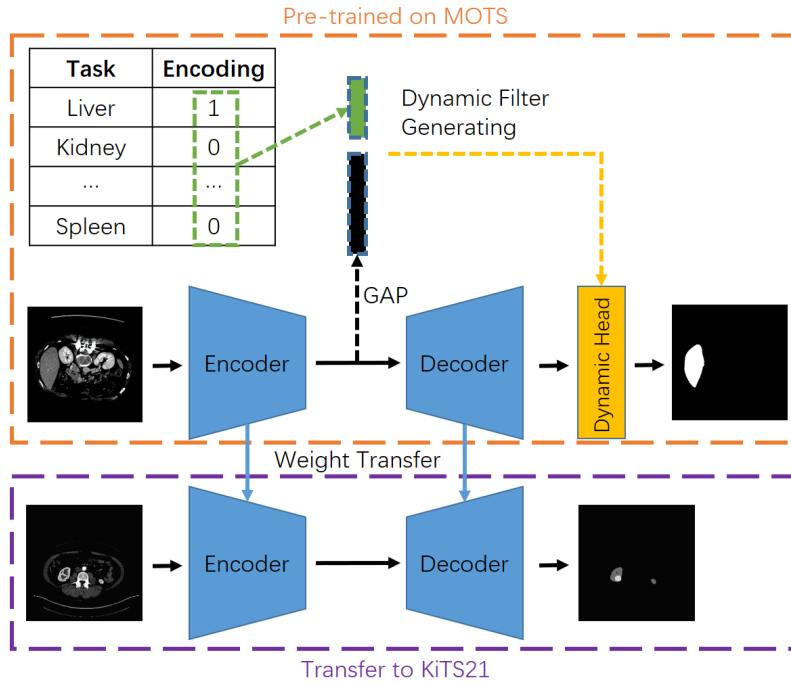 Pre-trained on MOTS
Task Encoding
Liver 1
Kidney 0
... ...
Spleen 0
Dynamic Filter
Generating
GAP
Encoder
Decoder
Dynamic Head
Weight Transfer
Encoder
Decoder
Transfer to KiTS21